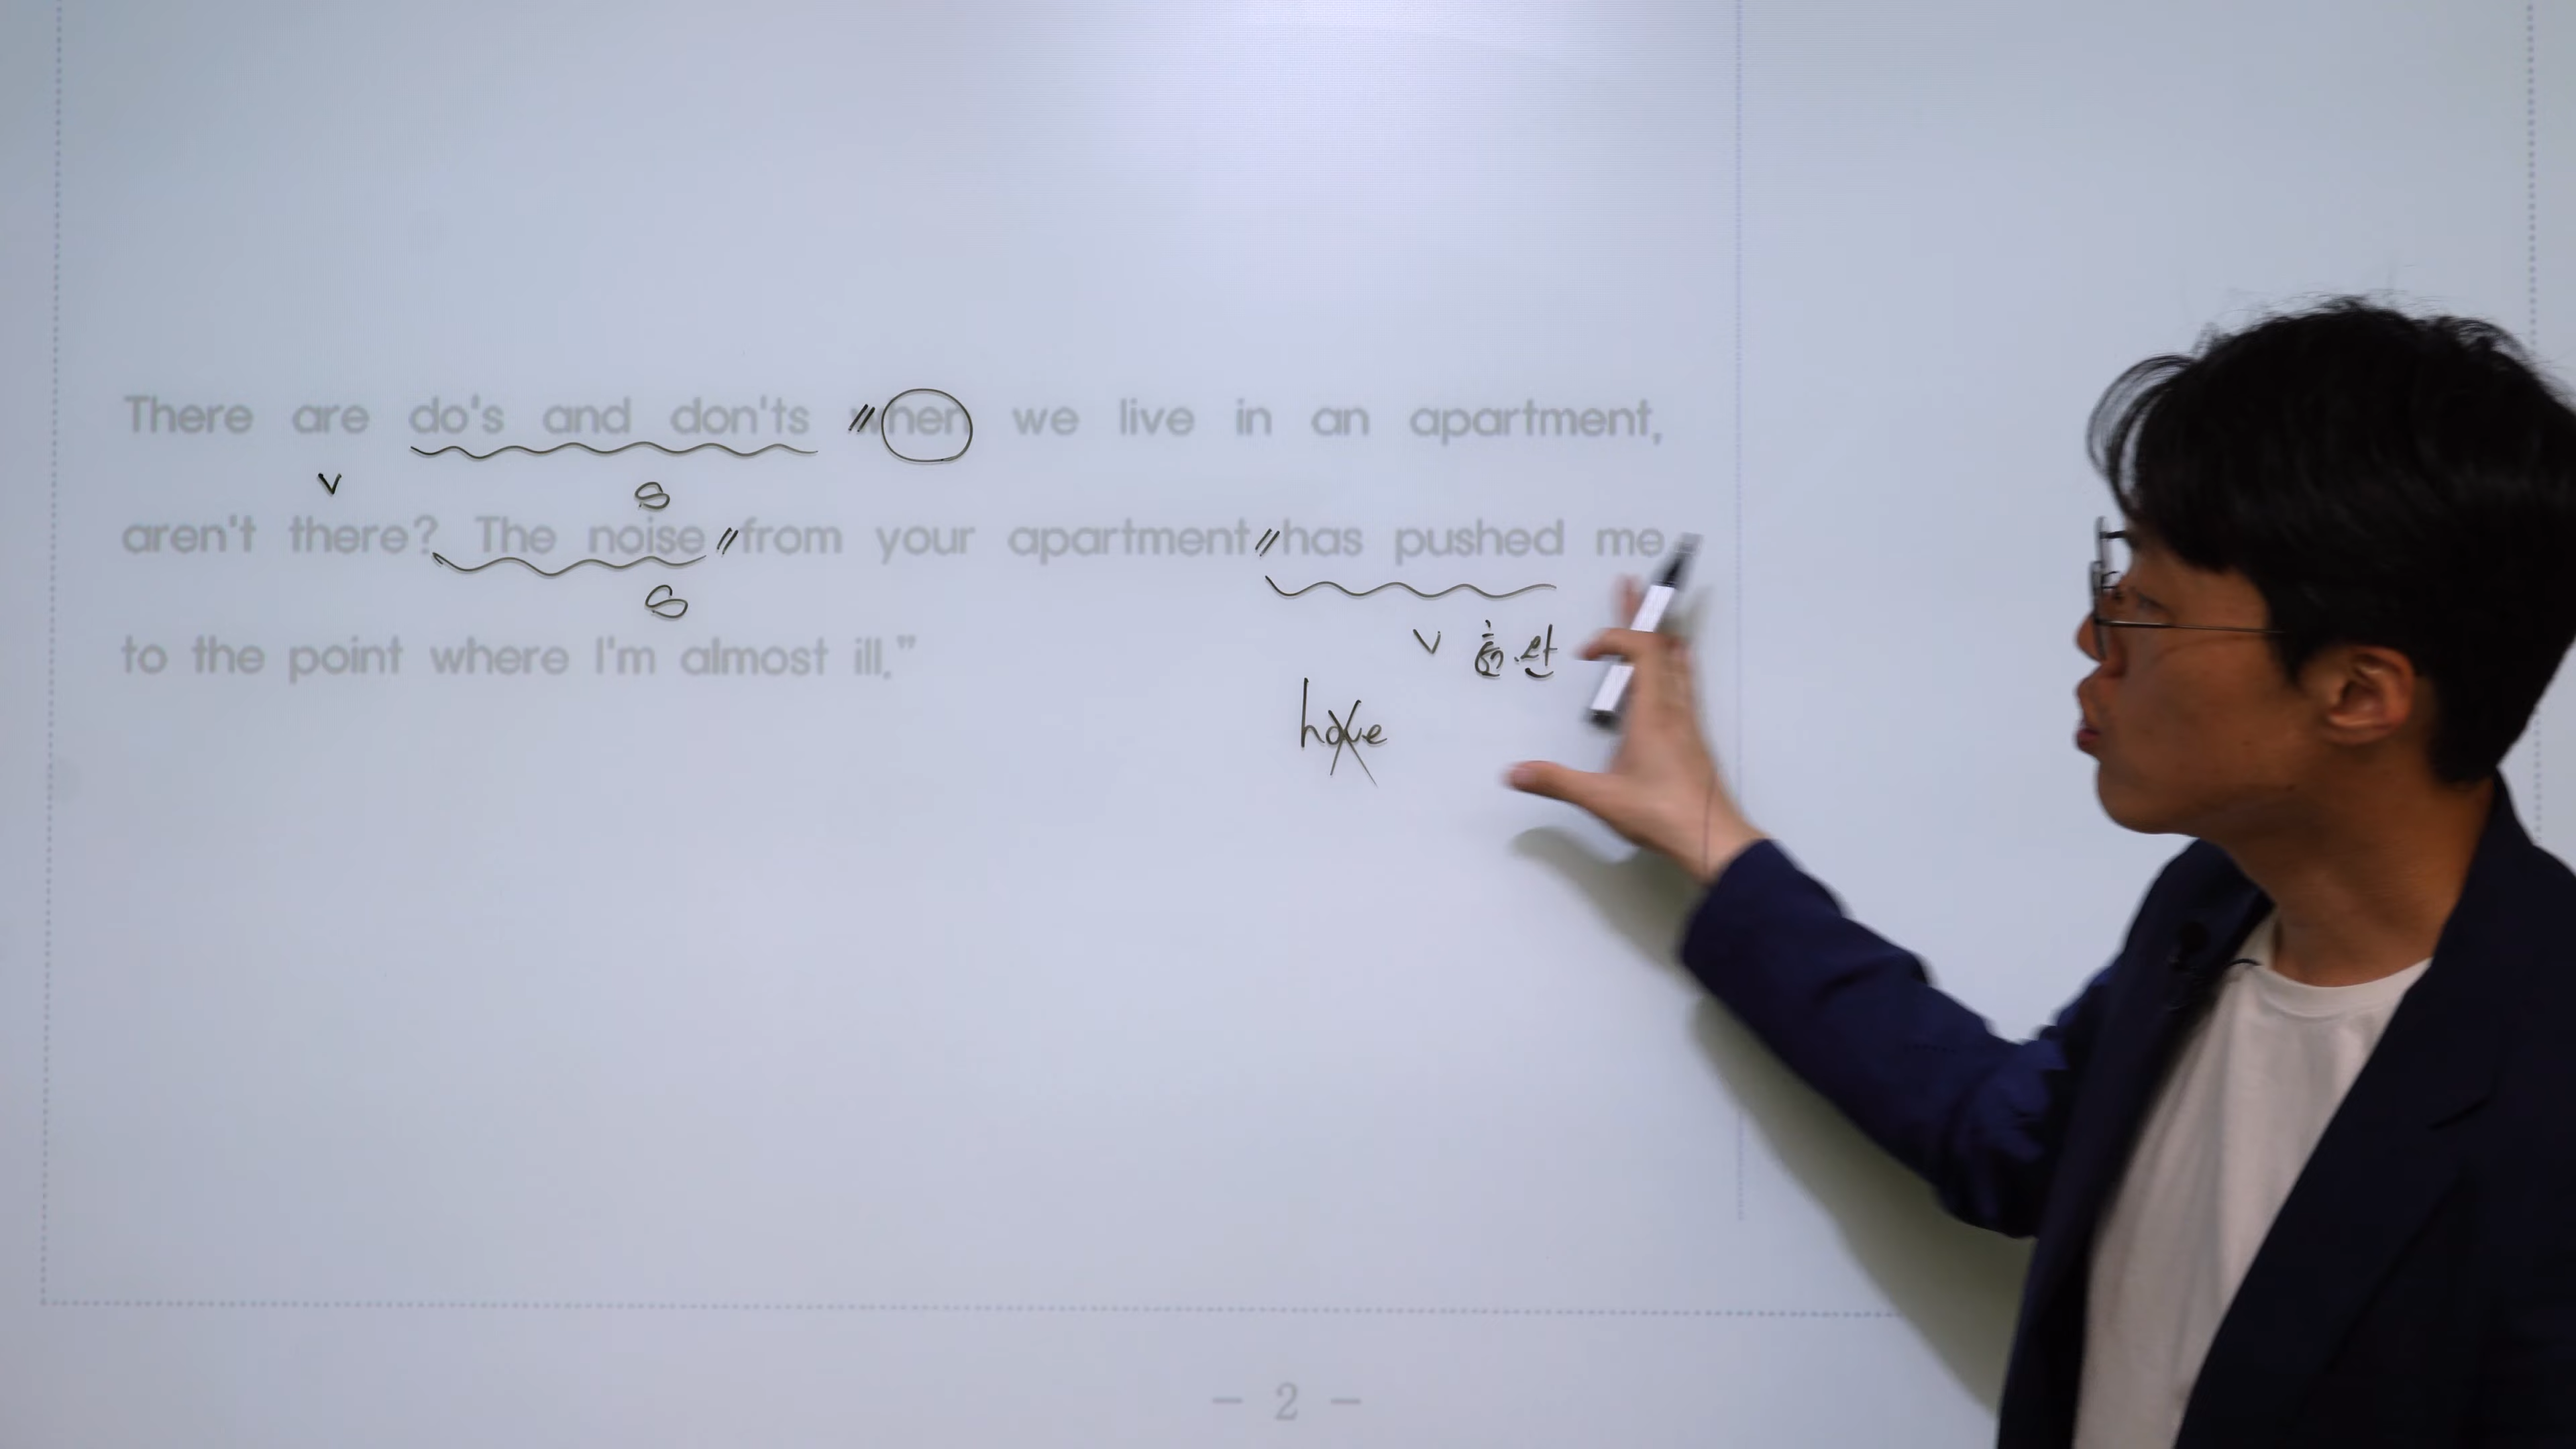 There are do's and don'ts // when we live in an apartment,
v s
aren't there? The noise // from your apartment // has pushed me
s v 현.완
to the point where I'm almost ill."
have
- 2 -